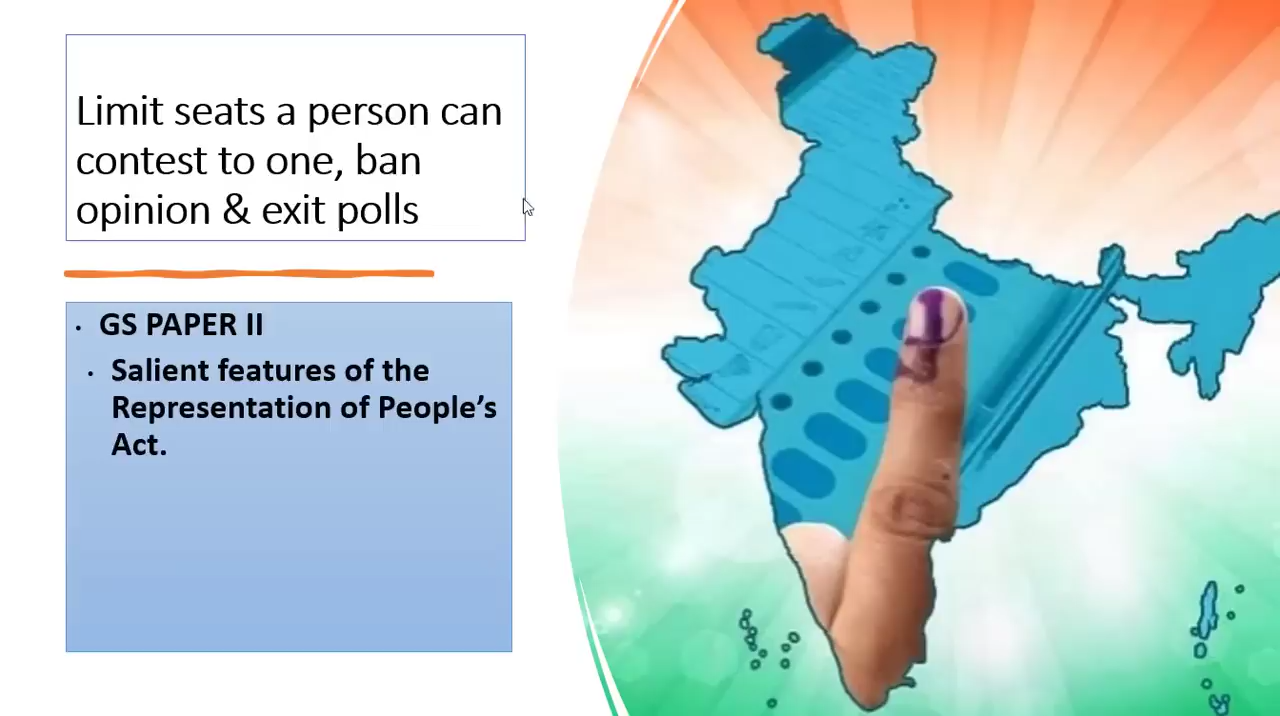 Limit seats a person can
contest to one, ban
opinion & exit polls
• GS PAPER II
• Salient features of the
Representation of People’s
Act.